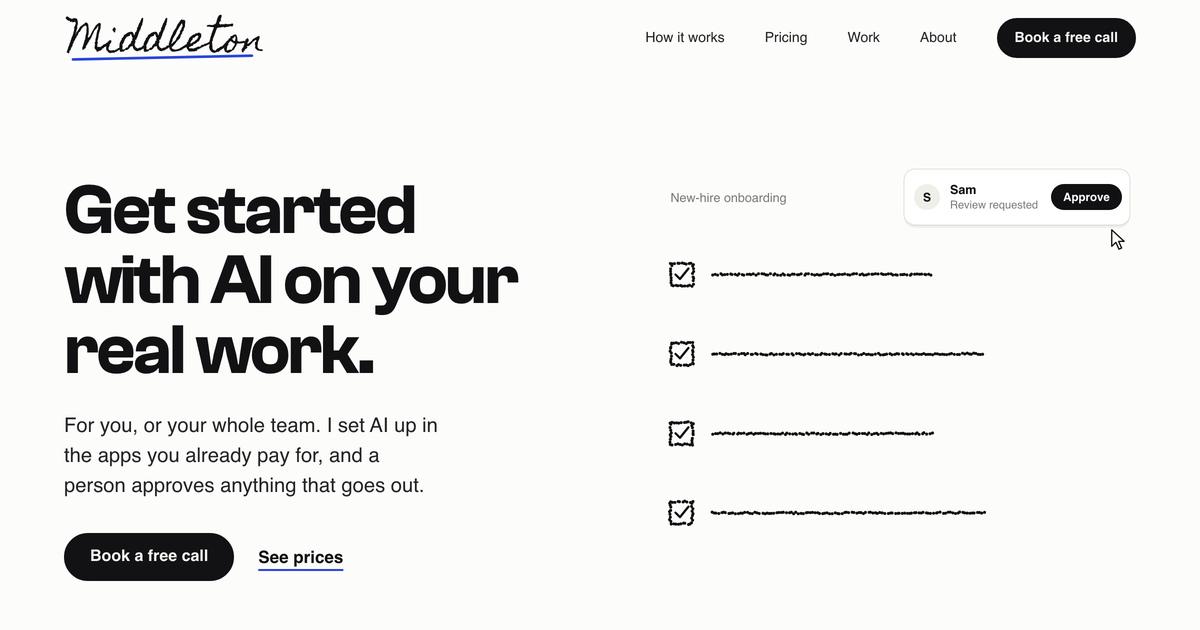 Middleton
How it works
Pricing
Work
About
Book a free call
Get started
with AI on your
real work.
For you, or your whole team. I set AI up in
the apps you already pay for, and a
person approves anything that goes out.
Book a free call
See prices
New-hire onboarding
S
Sam
Review requested
Approve